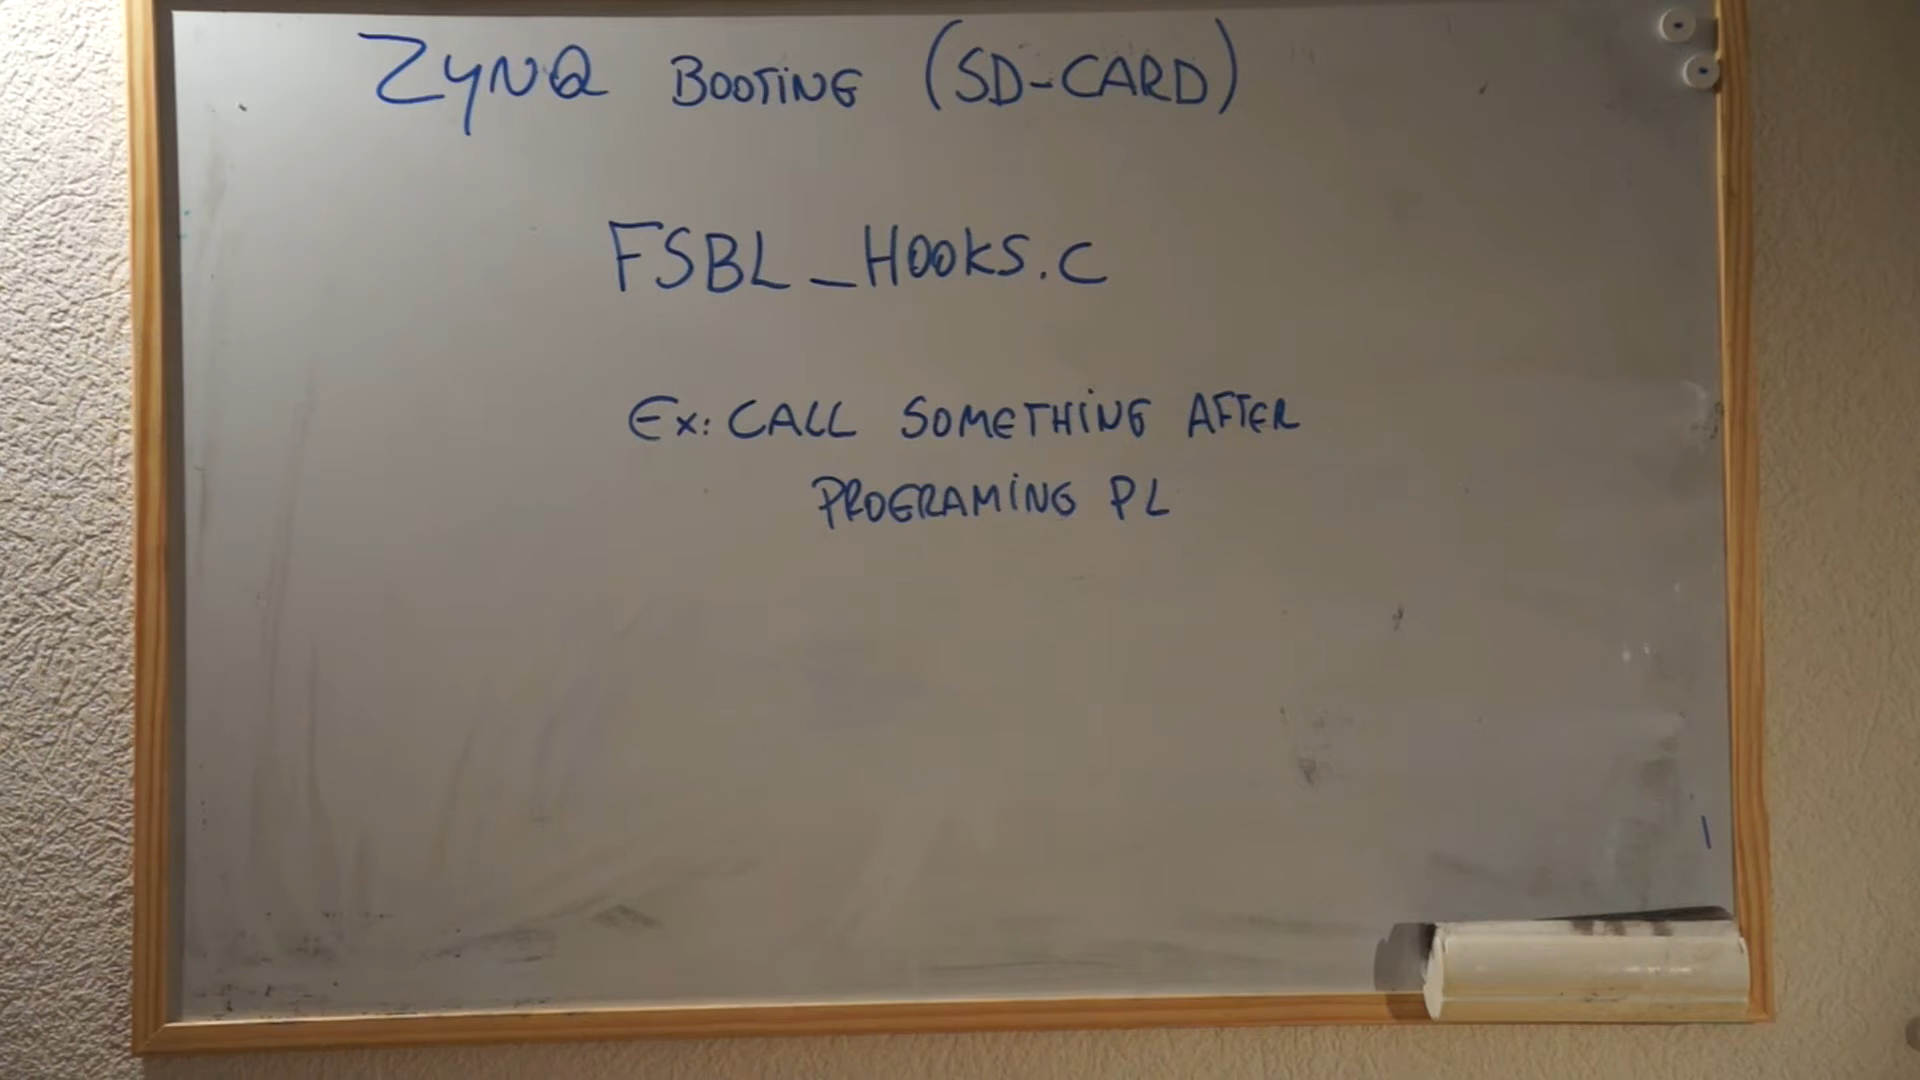 ZYNQ BOOTING (SD-CARD)
FSBL_HOOKS.C
EX: CALL SOMETHING AFTER
PROGRAMING PL